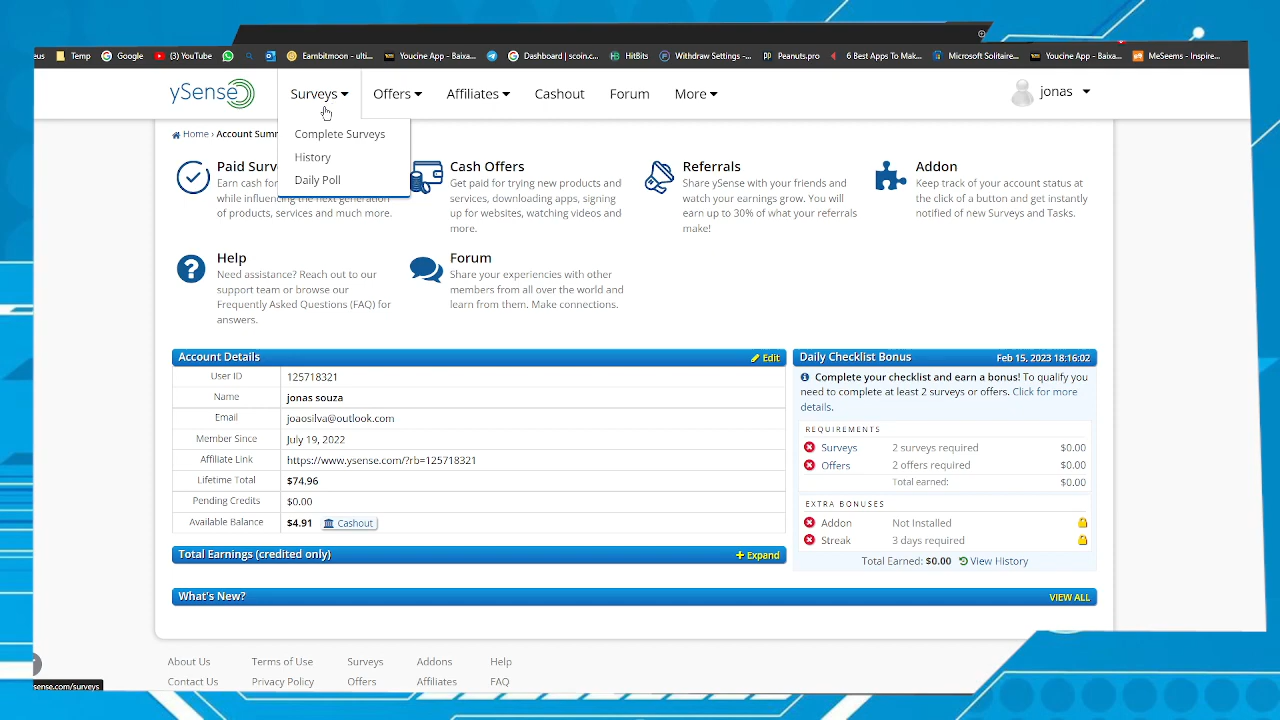 eus Temp Google (3) YouTube Earnbitmoon - ulti... Youcine App - Baixa... Dashboard | scoin.c... HitBits Withdraw Settings -... Peanuts.pro 6 Best Apps To Mak... Microsoft Solitaire... Youcine App - Baixa... MeSeems - Inspire...
ySense Surveys Offers Affiliates Cashout Forum More jonas
Home › Account Summ
Complete Surveys
History
Daily Poll
Paid Surv
Earn cash for
while influencing the next generation
of products, services and much more.
Cash Offers
Get paid for trying new products and
services, downloading apps, signing
up for websites, watching videos and
more.
Referrals
Share ySense with your friends and
watch your earnings grow. You will
earn up to 30% of what your referrals
make!
Addon
Keep track of your account status at
the click of a button and get instantly
notified of new Surveys and Tasks.
Help
Need assistance? Reach out to our
support team or browse our
Frequently Asked Questions (FAQ) for
answers.
Forum
Share your experiences with other
members from all over the world and
learn from them. Make connections.
Account Details Edit
User ID 125718321
Name jonas souza
Email joaosilva@outlook.com
Member Since July 19, 2022
Affiliate Link https://www.ysense.com/?rb=125718321
Lifetime Total $74.96
Pending Credits $0.00
Available Balance $4.91 Cashout
Total Earnings (credited only) + Expand
Daily Checklist Bonus Feb 15, 2023 18:16:02
Complete your checklist and earn a bonus! To qualify you
need to complete at least 2 surveys or offers. Click for more
details.
REQUIREMENTS
Surveys 2 surveys required $0.00
Offers 2 offers required $0.00
Total earned: $0.00
EXTRA BONUSES
Addon Not Installed
Streak 3 days required
Total Earned: $0.00 View History
What's New? VIEW ALL
About Us Terms of Use Surveys Addons Help
Contact Us Privacy Policy Offers Affiliates FAQ
sense.com/surveys